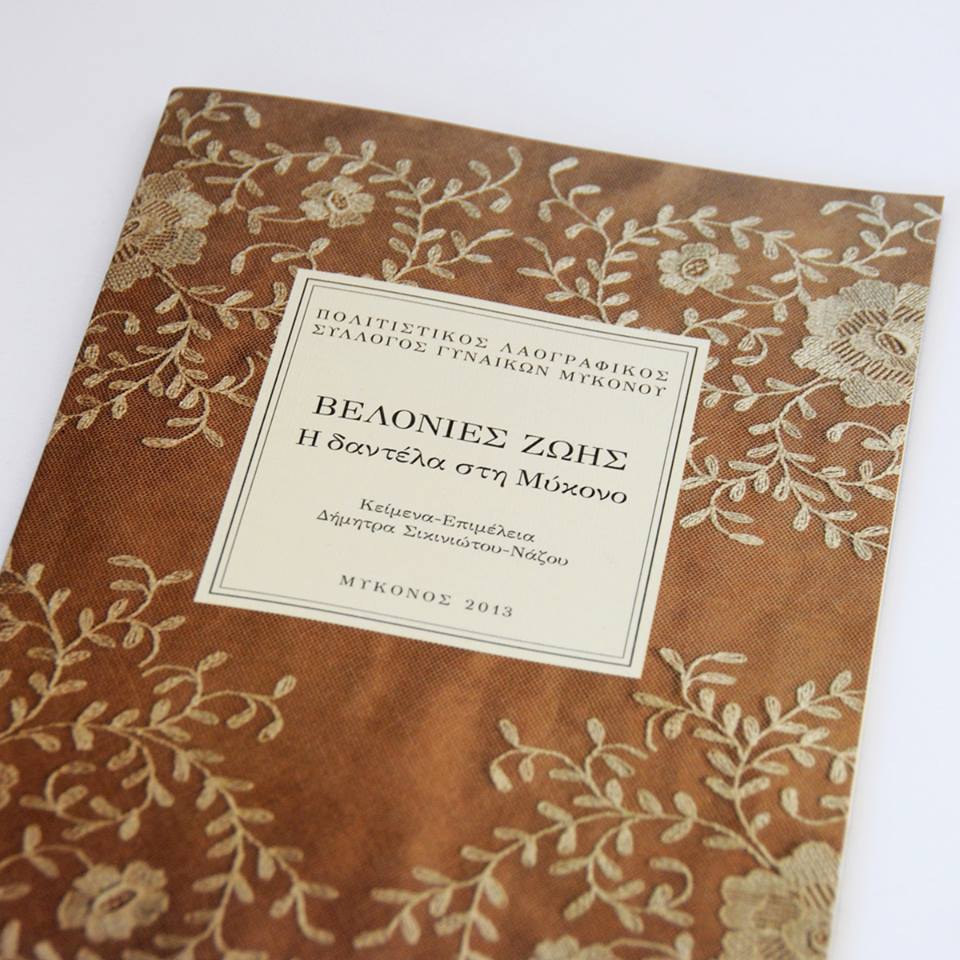 ΠΟΛΙΤΙΣΤΙΚΟΣ ΛΑΟΓΡΑΦΙΚΟΣ
ΣΥΛΛΟΓΟΣ ΓΥΝΑΙΚΩΝ ΜΥΚΟΝΟΥ
ΒΕΛΟΝΙΕΣ ΖΩΗΣ
Η δαντέλα στη Μύκονο
Κείμενα-Επιμέλεια
Δήμητρα Σικινιώτου-Νάζου
ΜΥΚΟΝΟΣ 2013